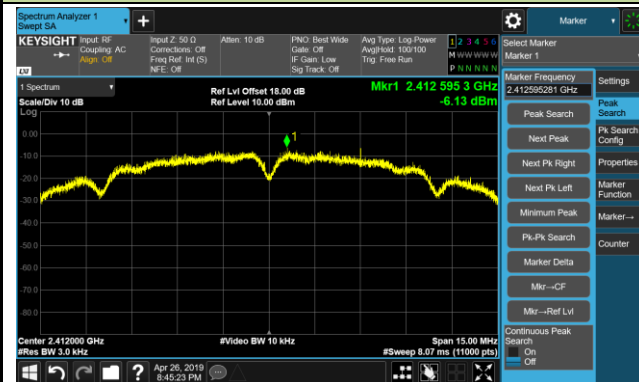 Spectrum Analyzer 1
Swept SA
Marker
KEYSIGHT
Input: RF
Coupling: AC
Align: Off
Input Z: 50 Ω
Corrections: Off
Freq Ref: Int (S)
NFE: Off
Atten: 10 dB
PNO: Best Wide
Gate: Off
IF Gain: Low
Sig Track: Off
Avg Type: Log-Power
Avg|Hold: 100/100
Trig: Free Run
1 2 3 4 5 6
M W W W W W
P N N N N N
LXI
Select Marker
Marker 1
1 Spectrum
Scale/Div 10 dB
Log
Ref Lvl Offset 18.00 dB
Ref Level 10.00 dBm
Mkr1 2.412 595 3 GHz
-6.13 dBm
0.00
-10.0
-20.0
-30.0
-40.0
-50.0
-60.0
-70.0
-80.0
1
Center 2.412000 GHz
#Res BW 3.0 kHz
#Video BW 10 kHz
Span 15.00 MHz
#Sweep 8.07 ms (11000 pts)
Marker Frequency
2.412595281 GHz
Peak Search
Next Peak
Next Pk Right
Next Pk Left
Minimum Peak
Pk-Pk Search
Marker Delta
Mkr→CF
Mkr→Ref Lvl
Continuous Peak
Search
On
Off
Settings
Peak
Search
Pk Search
Config
Properties
Marker
Function
Marker→
Counter
Apr 26, 2019
8:45:23 PM